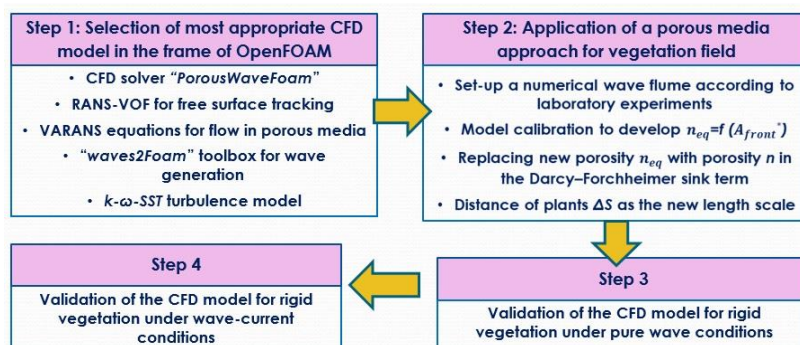 Step 1: Selection of most appropriate CFD
model in the frame of OpenFOAM
• CFD solver "PorousWaveFoam"
• RANS-VOF for free surface tracking
• VARANS equations for flow in porous media
• "waves2Foam" toolbox for wave
generation
• k-ω-SST turbulence model
Step 2: Application of a porous media
approach for vegetation field
• Set-up a numerical wave flume according to
laboratory experiments
• Model calibration to develop n_eq=f (A_front*)
• Replacing new porosity n_eq with porosity n in
the Darcy–Forchheimer sink term
• Distance of plants ΔS as the new length scale
Step 3
Validation of the CFD model for rigid
vegetation under pure wave conditions
Step 4
Validation of the CFD model for rigid
vegetation under wave-current
conditions